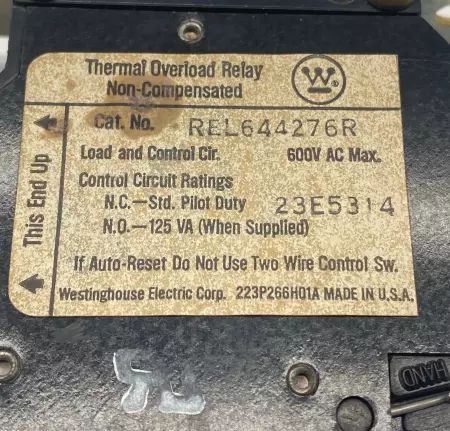 Thermal Overload Relay
Non-Compensated
W
Cat. No. REL644276R
Load and Control Cir. 600V AC Max.
Control Circuit Ratings
N.C.—Std. Pilot Duty 23E5314
N.O.—125 VA (When Supplied)
If Auto-Reset Do Not Use Two Wire Control Sw.
Westinghouse Electric Corp. 223P266H01A MADE IN U.S.A.
This End Up
HAND